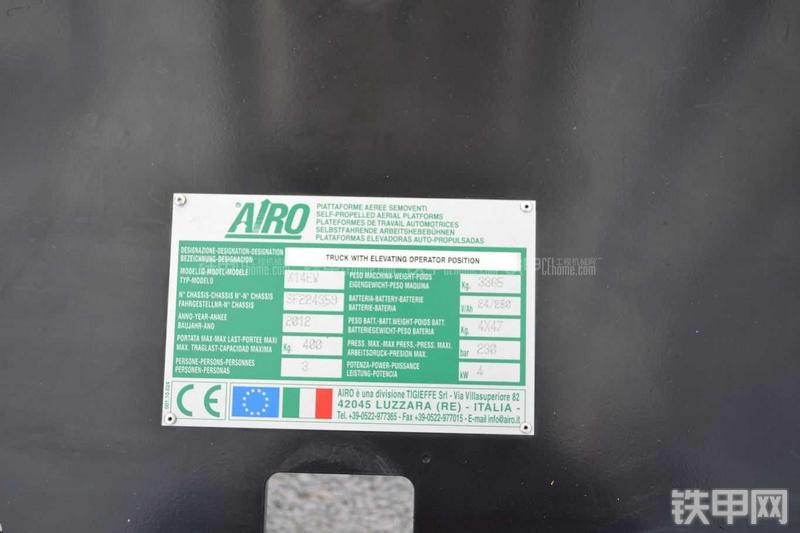 AIRO
PIATTAFORME AEREE SEMOVENTI
SELF-PROPELLED AERIAL PLATFORMS
PLATEFORMES DE TRAVAIL AUTOMOTRICES
SELBSTFAHRENDE ARBEITSHEBEBÜHNEN
PLATAFORMAS ELEVADORAS AUTO-PROPULSADAS
DESIGNAZIONE-DESIGNATION-DESIGNATION
BEZEICHNUNG-DESIGNACIÓN
TRUCK WITH ELEVATING OPERATOR POSITION
MODELLO-MODEL-MODELE
TYP-MODELO
X14EW
PESO MACCHINA-WEIGHT-POIDS
EIGENGEWICHT-PESO MAQUINA
Kg. 3365
N° CHASSIS-CHASSIS N°-N° CHASSIS
FAHRGESTELLNR-N° CHASSIS
SF224359
BATTERIA-BATTERY-BATTERIE
BATTERIE-BATERIA
V/Ah 24/280
ANNO-YEAR-ANNEE
BAUJAHR-ANO
2012
PESO BATT.-BATT.WEIGHT-POIDS BATT.
BATTERIEGEWICHT-PESO BATERIA
Kg. 4X47
PORTATA MAX-MAX LAST-PORTEE MAXI
MAX. TRAGLAST-CAPACIDAD MAXIMA
Kg. 400
PRESS. MAX.-MAX PRESS.-PRESS. MAXI.
ARBEITSDRUCK-PRESION MAX.
bar 230
PERSONE-PERSONS-PERSONNES
PERSONEN-PERSONAS
3
POTENZA-POWER-PUISSANCE
LEISTUNG-POTENCIA
kW 4
001.10.024
CE
AIRO è una divisione TIGIEFFE Srl - Via Villasuperiore 82
42045 LUZZARA (RE) - ITALIA -
Tel. +39-0522-977365 - Fax +39-0522-977015 - E-mail info@airo.it
铁甲网